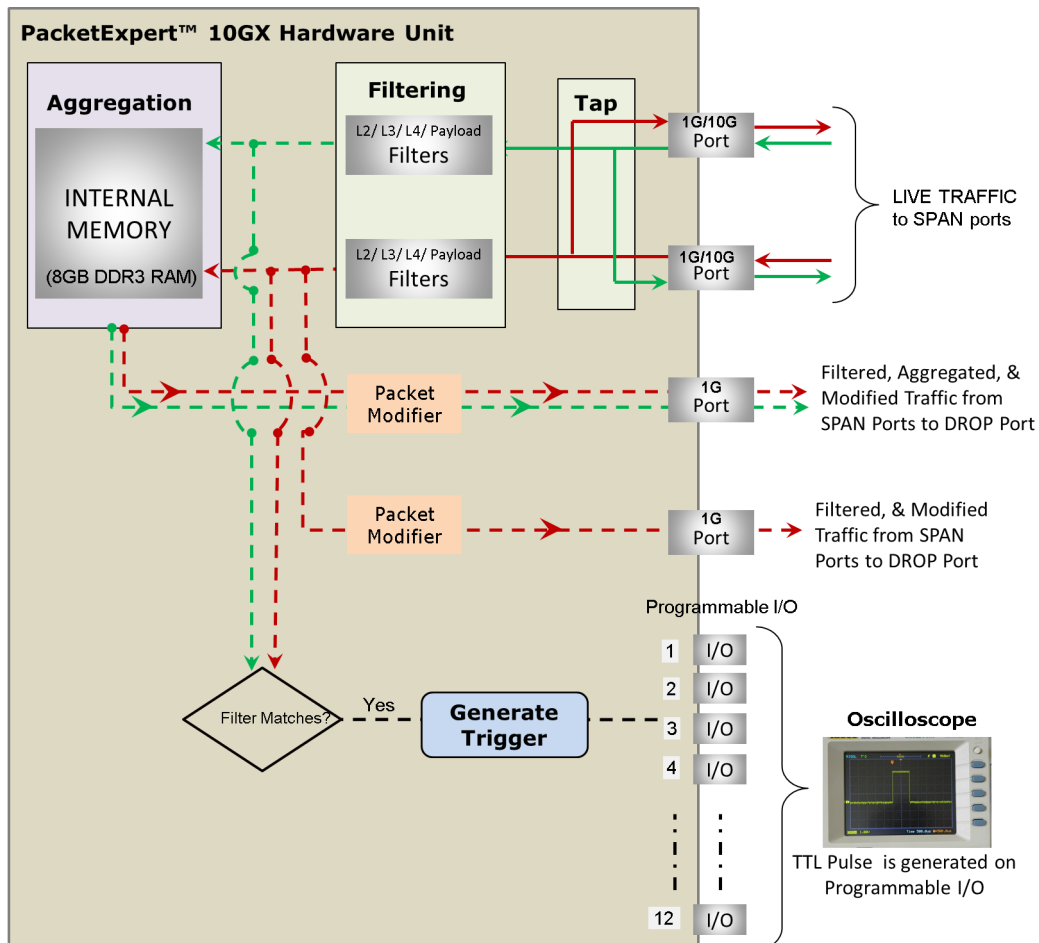 PacketExpert™ 10GX Hardware Unit
Aggregation
INTERNAL
MEMORY
(8GB DDR3 RAM)
Filtering
L2/ L3/ L4/ Payload
Filters
L2/ L3/ L4/ Payload
Filters
Tap
1G/10G
Port
1G/10G
Port
LIVE TRAFFIC
to SPAN ports
Packet
Modifier
1G
Port
Filtered, Aggregated, &
Modified Traffic from
SPAN Ports to DROP Port
Packet
Modifier
1G
Port
Filtered, & Modified
Traffic from SPAN
Ports to DROP Port
Programmable I/O
1 I/O
2 I/O
3 I/O
4 I/O
12 I/O
Filter Matches?
Yes
Generate
Trigger
Oscilloscope
TTL Pulse is generated on
Programmable I/O